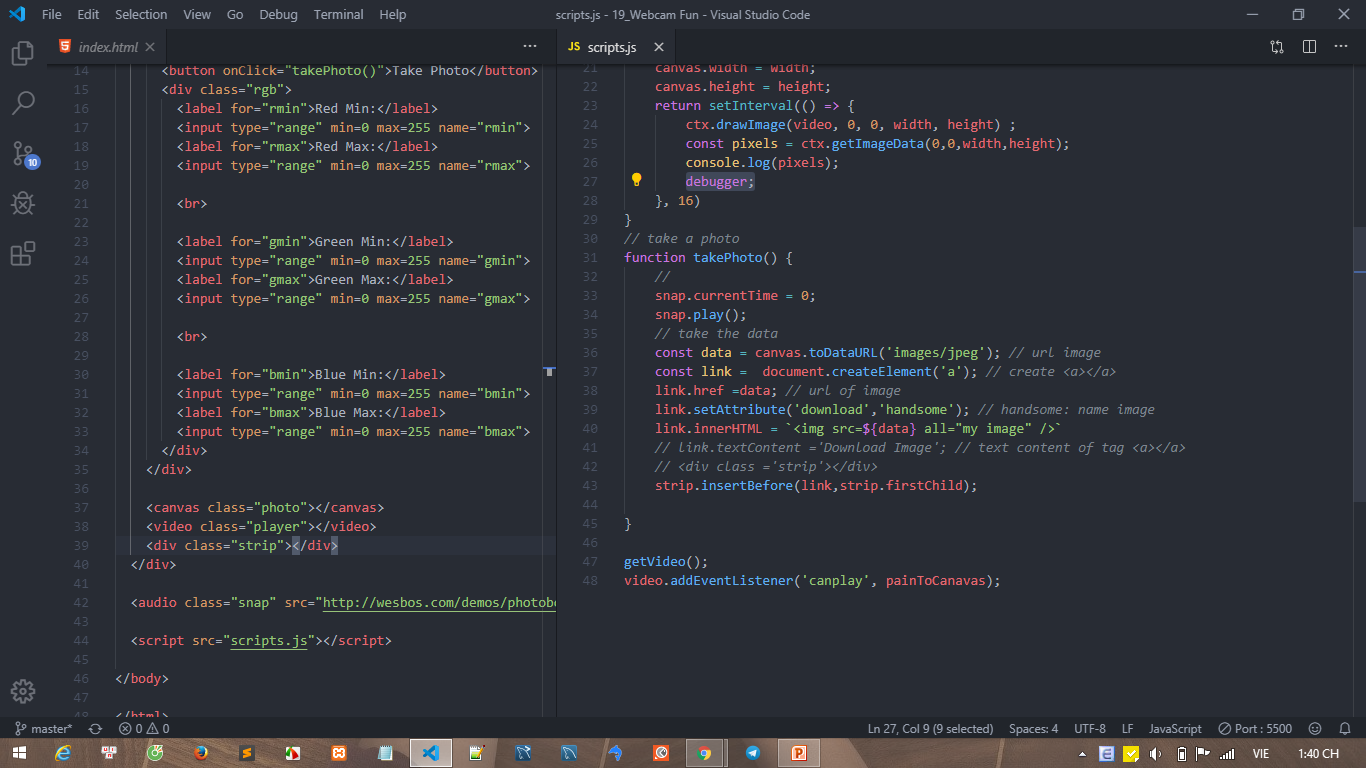 File Edit Selection View Go Debug Terminal Help
scripts.js - 19_Webcam Fun - Visual Studio Code
index.html
JS scripts.js
10
14 <button onClick="takePhoto()">Take Photo</button>
15 <div class="rgb">
16 <label for="rmin">Red Min:</label>
17 <input type="range" min=0 max=255 name="rmin">
18 <label for="rmax">Red Max:</label>
19 <input type="range" min=0 max=255 name="rmax">
20
21 <br>
22
23 <label for="gmin">Green Min:</label>
24 <input type="range" min=0 max=255 name="gmin">
25 <label for="gmax">Green Max:</label>
26 <input type="range" min=0 max=255 name="gmax">
27
28 <br>
29
30 <label for="bmin">Blue Min:</label>
31 <input type="range" min=0 max=255 name="bmin">
32 <label for="bmax">Blue Max:</label>
33 <input type="range" min=0 max=255 name="bmax">
34 </div>
35 </div>
36
37 <canvas class="photo"></canvas>
38 <video class="player"></video>
39 <div class="strip"></div>
40 </div>
41
42 <audio class="snap" src="http://wesbos.com/demos/photobo
43
44 <script src="scripts.js"></script>
45
46 </body>
47
48 </html>
21 canvas.width = width;
22 canvas.height = height;
23 return setInterval(() => {
24 ctx.drawImage(video, 0, 0, width, height) ;
25 const pixels = ctx.getImageData(0,0,width,height);
26 console.log(pixels);
27 debugger;
28 }, 16)
29 }
30 // take a photo
31 function takePhoto() {
32 //
33 snap.currentTime = 0;
34 snap.play();
35 // take the data
36 const data = canvas.toDataURL('images/jpeg'); // url image
37 const link =  document.createElement('a'); // create <a></a>
38 link.href =data; // url of image
39 link.setAttribute('download','handsome'); // handsome: name image
40 link.innerHTML = `<img src=${data} all="my image" />`
41 // link.textContent ='Download Image'; // text content of tag <a></a>
42 // <div class ='strip'></div>
43 strip.insertBefore(link,strip.firstChild);
44
45 }
46
47 getVideo();
48 video.addEventListener('canplay', painToCanavas);
master* 0 0
Ln 27, Col 9 (9 selected) Spaces: 4 UTF-8 LF JavaScript Port : 5500
VIE 1:40 CH